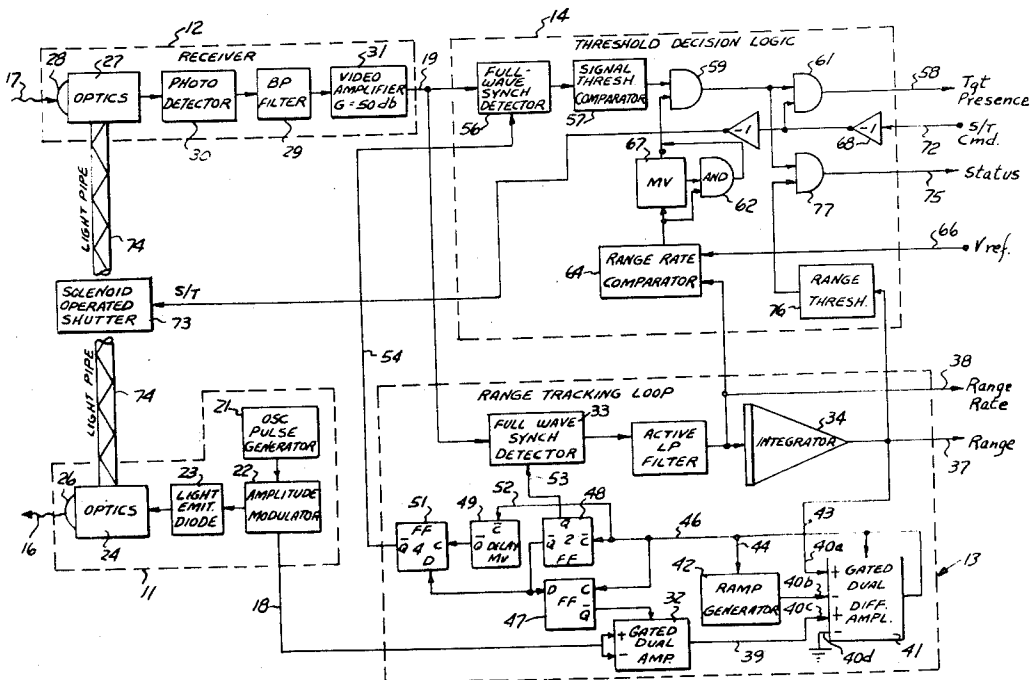 12
RECEIVER
17
28
27
OPTICS
PHOTO
DETECTOR
30
BP
FILTER
29
31
VIDEO
AMPLIFIER
G = 50 db
19
14
THRESHOLD DECISION LOGIC
FULL-
WAVE
SYNCH
DETECTOR
56
SIGNAL
THRESH
COMPARATOR
57
59
61
58
Tgt
Presence
-1
-1
68
72
S/T
Cmd.
67
MV
AND
62
77
75
Status
66
Vref.
64
RANGE RATE
COMPARATOR
76
RANGE
THRESH.
LIGHT PIPE
74
SOLENOID
OPERATED
SHUTTER
73
S/T
54
LIGHT PIPE
74
38
Range
Rate
RANGE TRACKING LOOP
33
FULL WAVE
SYNCH
DETECTOR
53
ACTIVE
LP
FILTER
INTEGRATOR
34
Range
37
21
OSC
PULSE
GENERATOR
22
AMPLITUDE
MODULATOR
23
LIGHT
EMIT.
DIODE
26
OPTICS
24
16
11
18
51
FF
Q̅ 4 C
D
49
52
C̅
Q̅ DELAY
MV
48
Q
Q̅ 2 C̅
FF
46
44
43
42
RAMP
GENERATOR
40a
40b
40c
40d
+
-
+
-
GATED
DUAL
DIFF.
AMPL.
41
13
47
D C
FF
Q̅
32
+
-
GATED
DUAL
AMP.
39